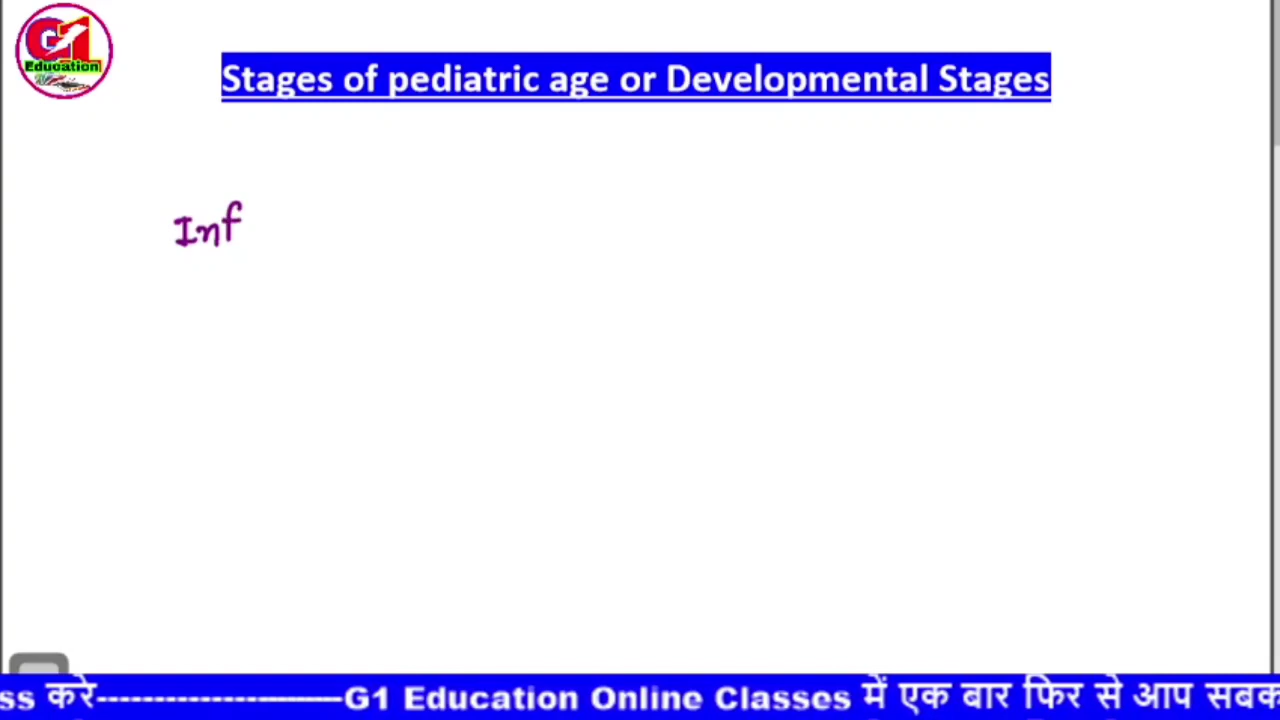 G1
Education
Stages of pediatric age or Developmental Stages
Inf
ss करे---------------------G1 Education Online Classes में एक बार फिर से आप सबक